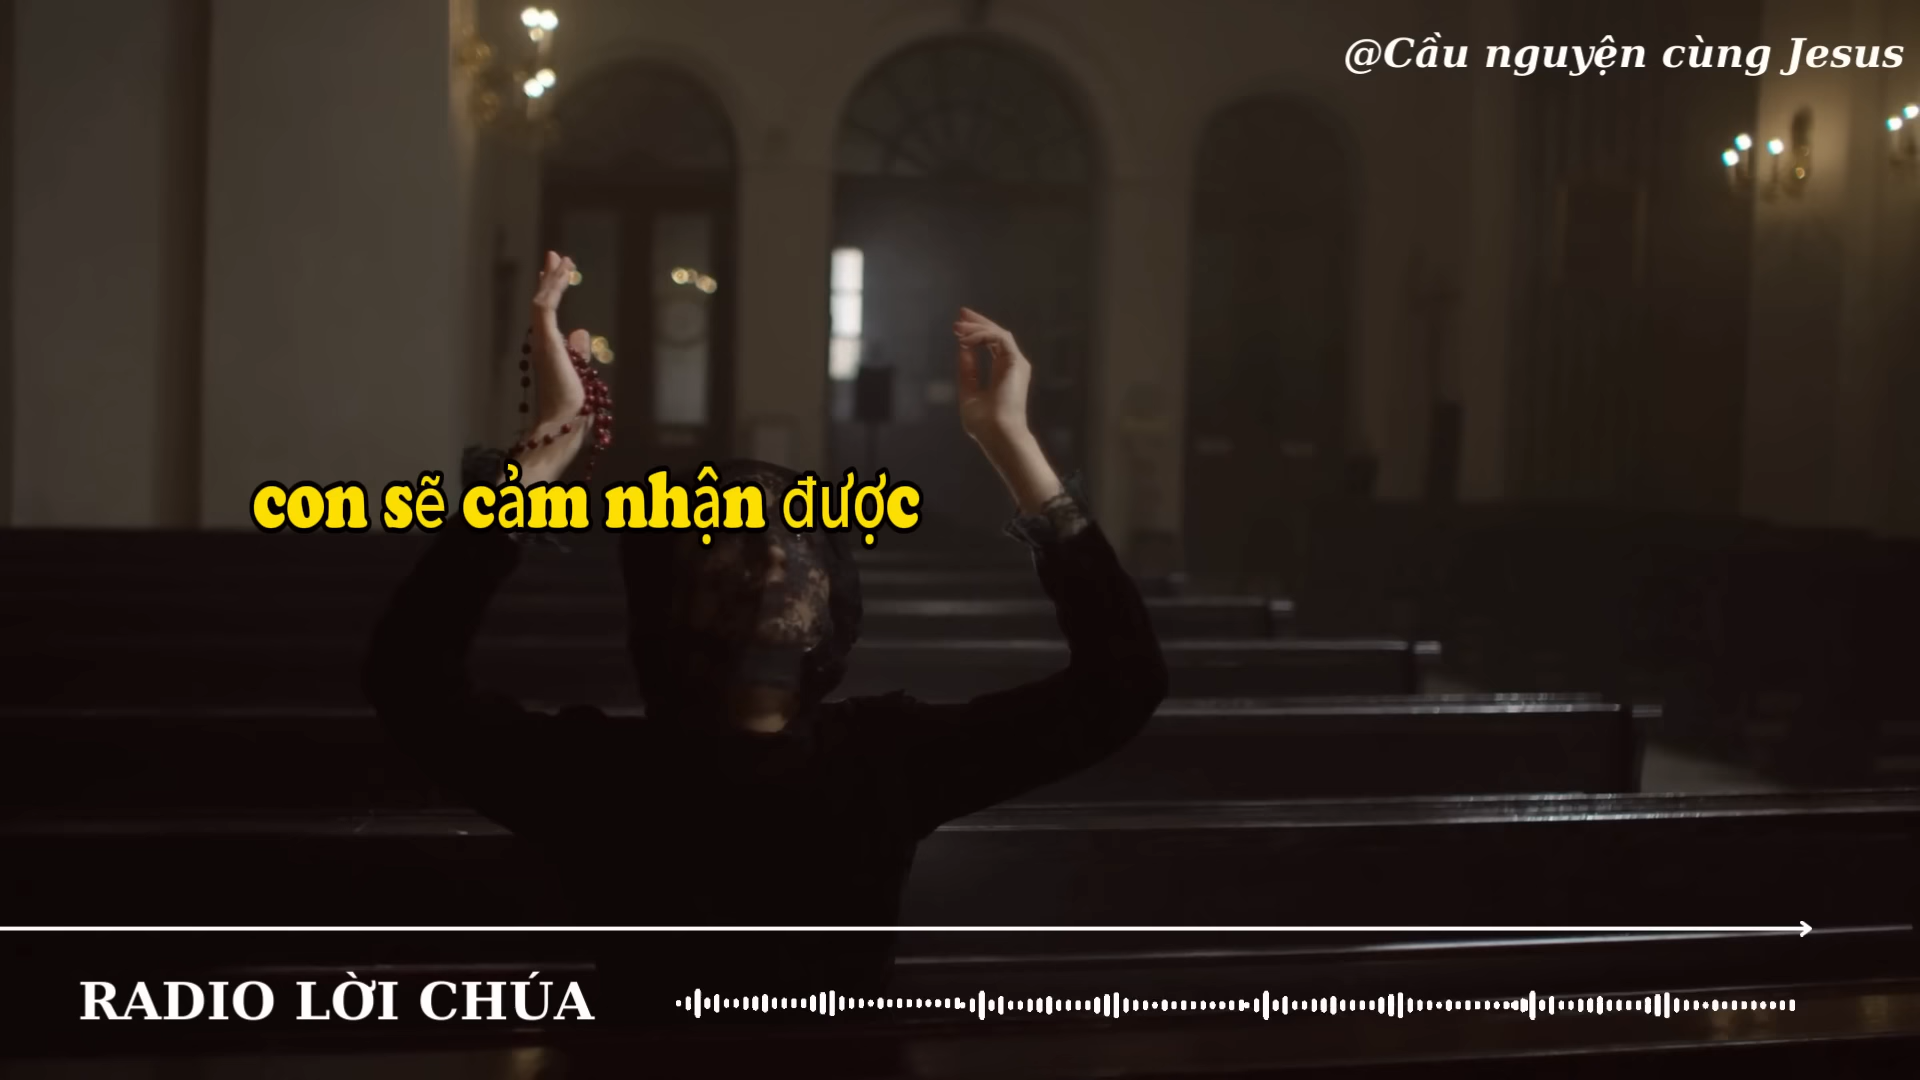 @Cầu nguyện cùng Jesus
con sẽ cảm nhận được
RADIO LỜI CHÚA